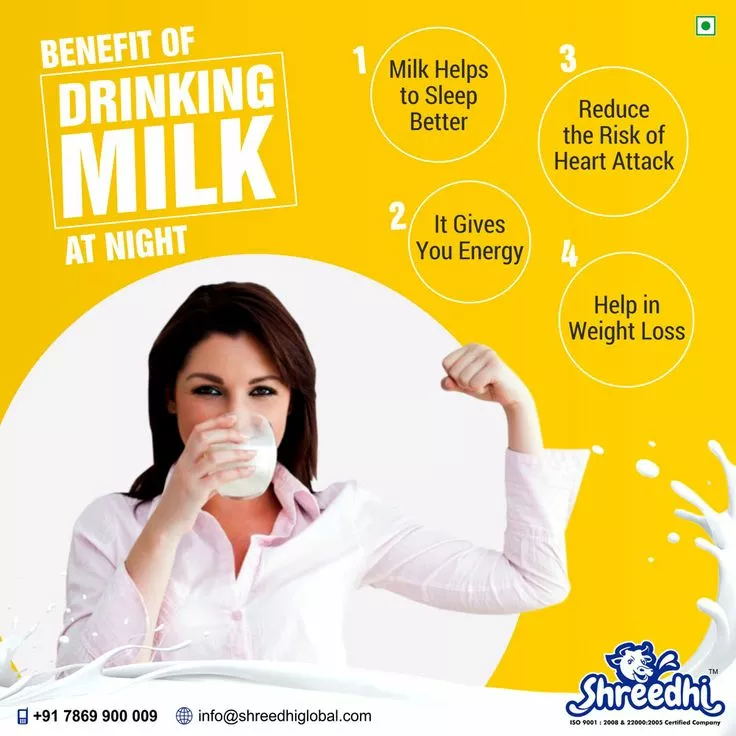 BENEFIT OF
DRINKING
MILK
AT NIGHT
1
Milk Helps
to Sleep
Better
2
It Gives
You Energy
3
Reduce
the Risk of
Heart Attack
4
Help in
Weight Loss
Shreedhi
TM
ISO 9001 : 2008 & 22000:2005 Certified Company
+91 7869 900 009
info@shreedhiglobal.com